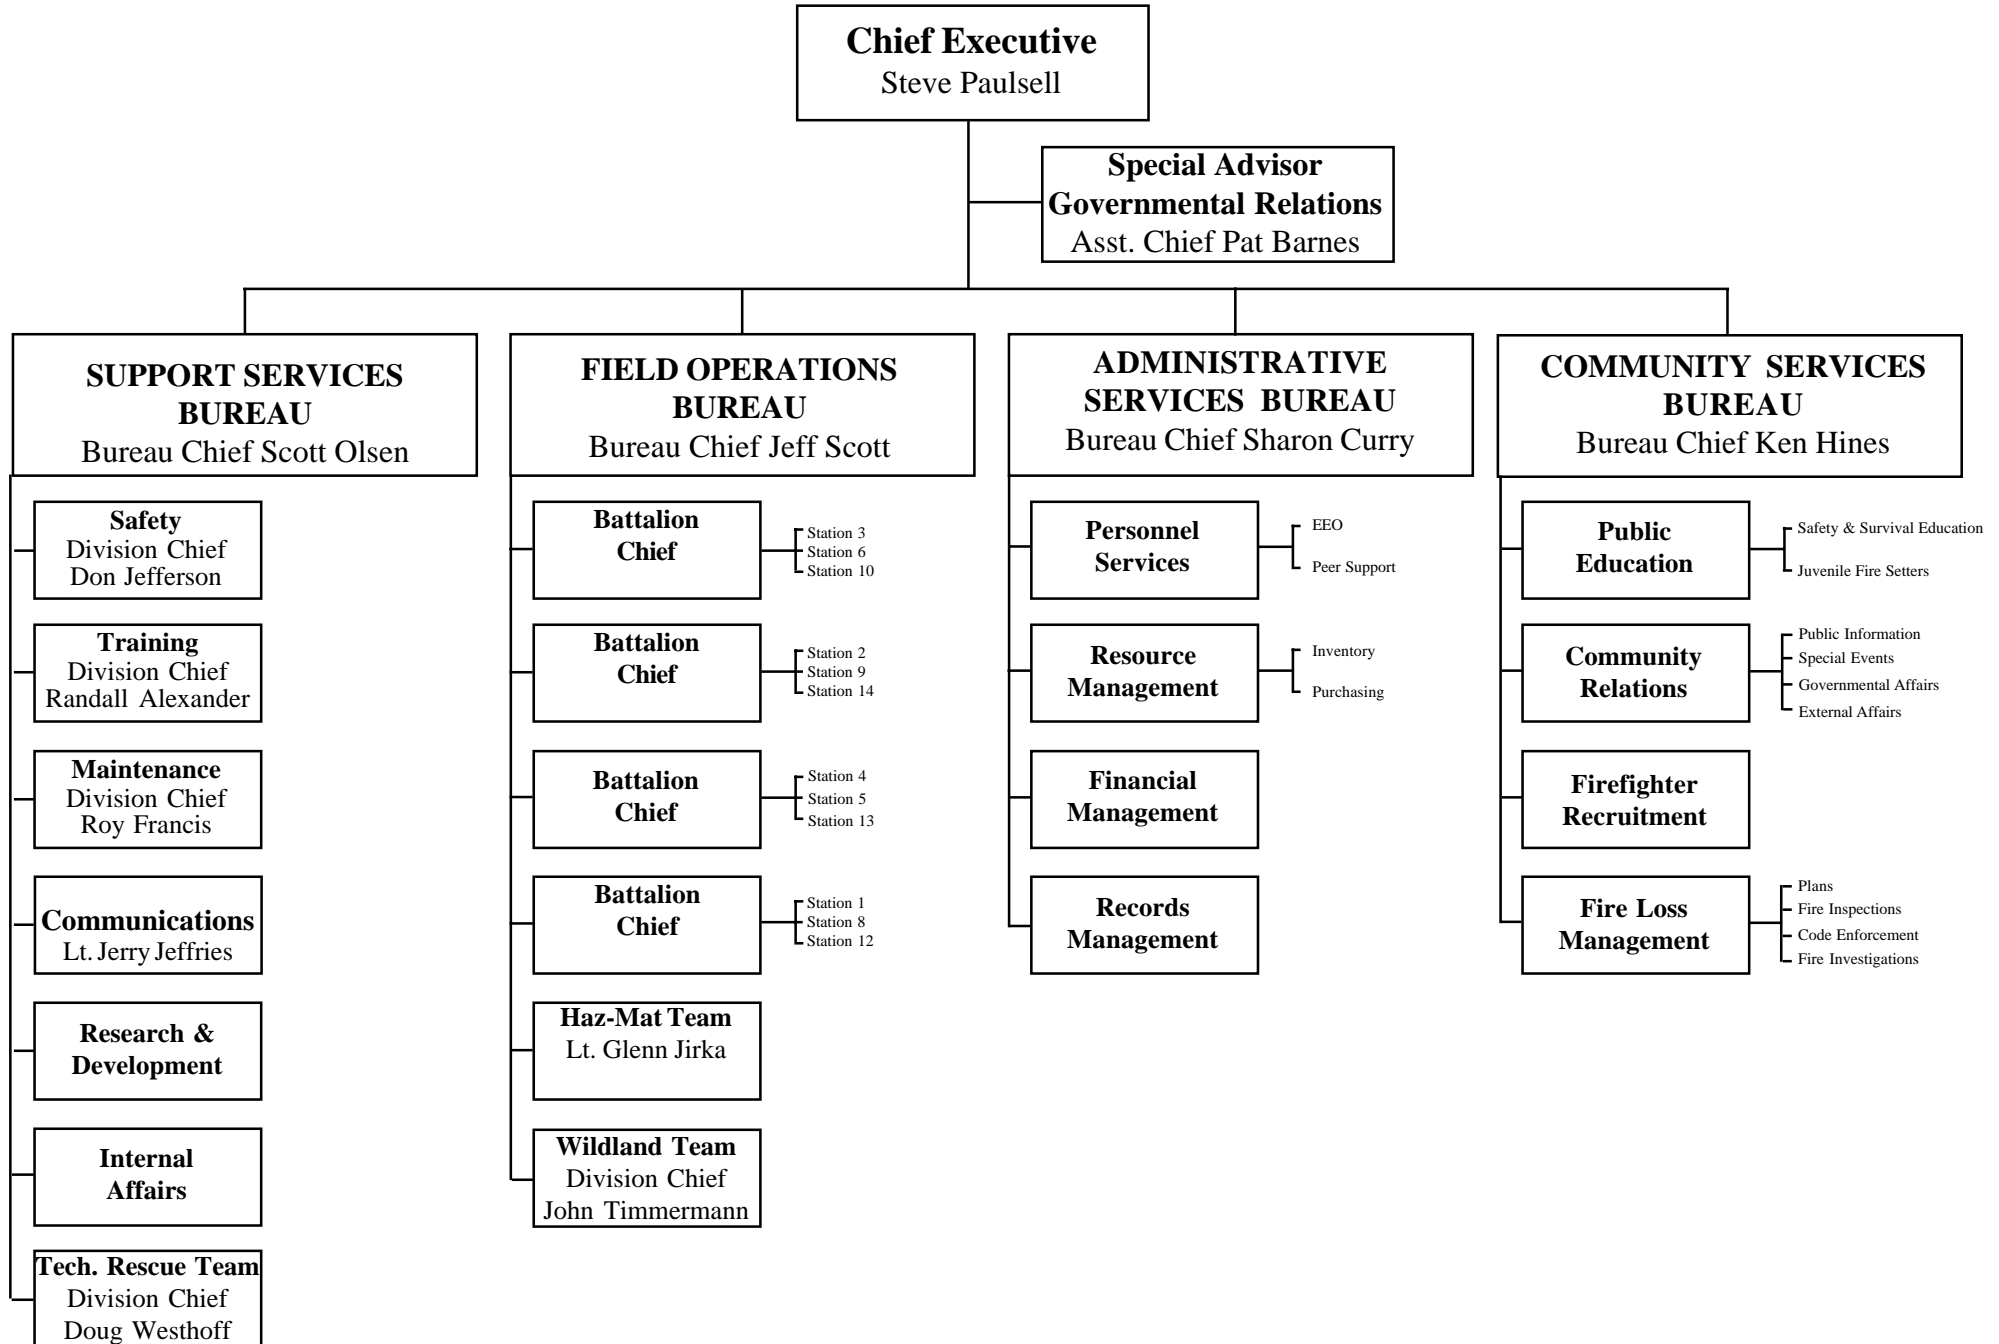 Chief Executive
Steve Paulsell
Special Advisor
Governmental Relations
Asst. Chief Pat Barnes
SUPPORT SERVICES
BUREAU
Bureau Chief Scott Olsen
Safety
Division Chief
Don Jefferson
Training
Division Chief
Randall Alexander
Maintenance
Division Chief
Roy Francis
Communications
Lt. Jerry Jeffries
Research &
Development
Internal
Affairs
Tech. Rescue Team
Division Chief
Doug Westhoff
FIELD OPERATIONS
BUREAU
Bureau Chief Jeff Scott
Battalion
Chief
Station 3
Station 6
Station 10
Battalion
Chief
Station 2
Station 9
Station 14
Battalion
Chief
Station 4
Station 5
Station 13
Battalion
Chief
Station 1
Station 8
Station 12
Haz-Mat Team
Lt. Glenn Jirka
Wildland Team
Division Chief
John Timmermann
ADMINISTRATIVE
SERVICES BUREAU
Bureau Chief Sharon Curry
Personnel
Services
EEO
Peer Support
Resource
Management
Inventory
Purchasing
Financial
Management
Records
Management
COMMUNITY SERVICES
BUREAU
Bureau Chief Ken Hines
Public
Education
Safety & Survival Education
Juvenile Fire Setters
Community
Relations
Public Information
Special Events
Governmental Affairs
External Affairs
Firefighter
Recruitment
Fire Loss
Management
Plans
Fire Inspections
Code Enforcement
Fire Investigations